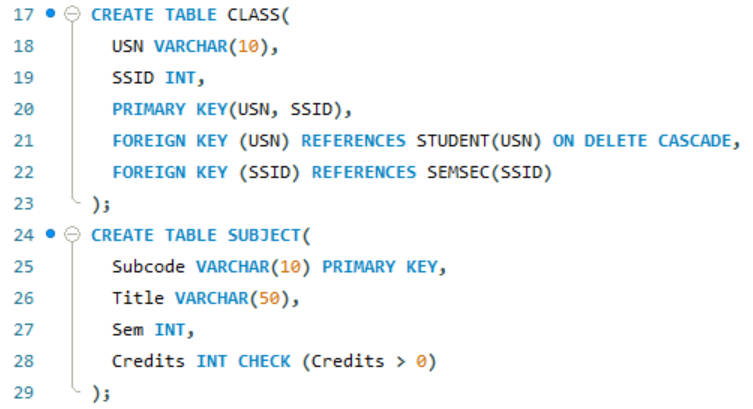 17 CREATE TABLE CLASS(
18 USN VARCHAR(10),
19 SSID INT,
20 PRIMARY KEY(USN, SSID),
21 FOREIGN KEY (USN) REFERENCES STUDENT(USN) ON DELETE CASCADE,
22 FOREIGN KEY (SSID) REFERENCES SEMSEC(SSID)
23 );
24 CREATE TABLE SUBJECT(
25 Subcode VARCHAR(10) PRIMARY KEY,
26 Title VARCHAR(50),
27 Sem INT,
28 Credits INT CHECK (Credits > 0)
29 );